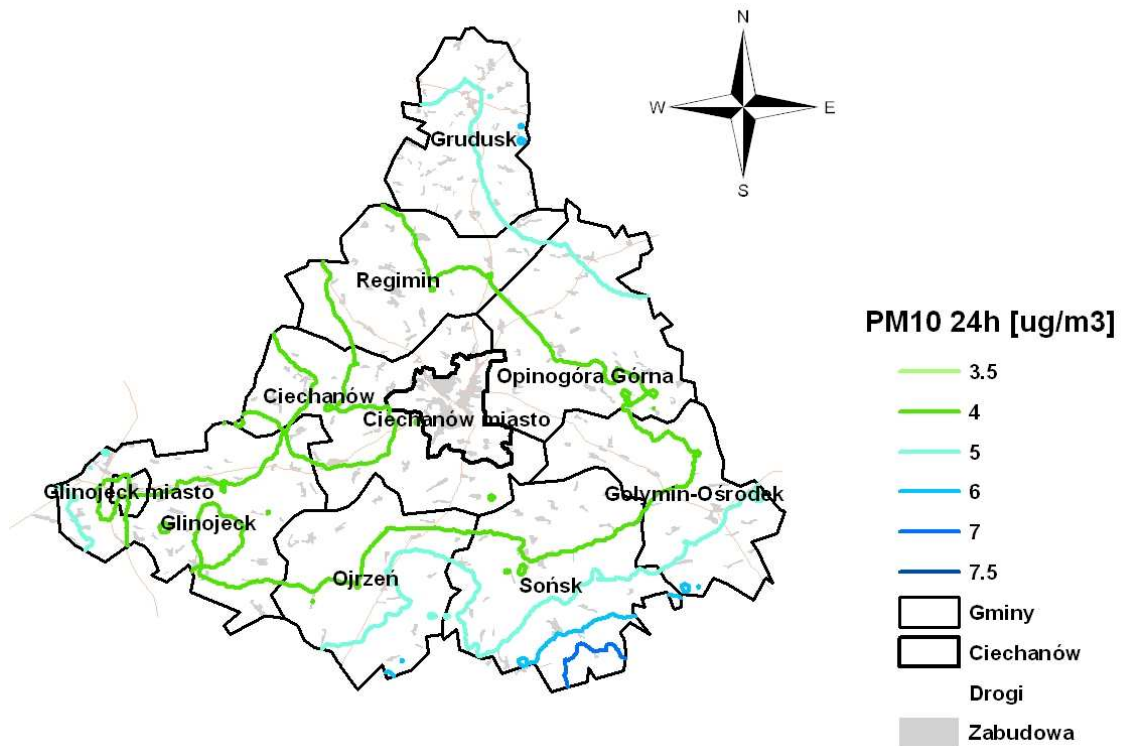 N
W E
S
Grudusk
Regimin
Opinogóra Górna
Ciechanów
Ciechanów miasto
Glinojeck miasto
Gołymin-Ośrodek
Glinojeck
Ojrzeń
Sońsk
PM10 24h [ug/m3]
3.5
4
5
6
7
7.5
Gminy
Ciechanów
Drogi
Zabudowa